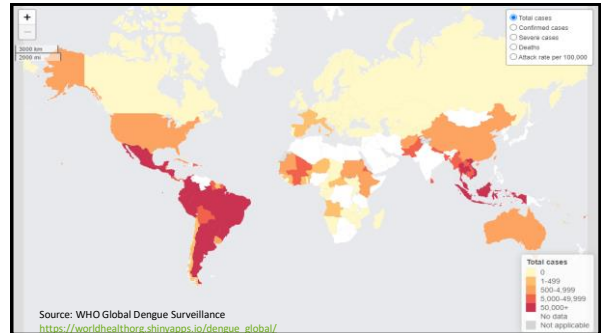 +
−
3000 km
2000 mi
Total cases
Confirmed cases
Severe cases
Deaths
Attack rate per 100,000
Total cases
0
1-499
500-4,999
5,000-49,999
50,000+
No data
Not applicable
Source: WHO Global Dengue Surveillance
https://worldhealthorg.shinyapps.io/dengue_global/